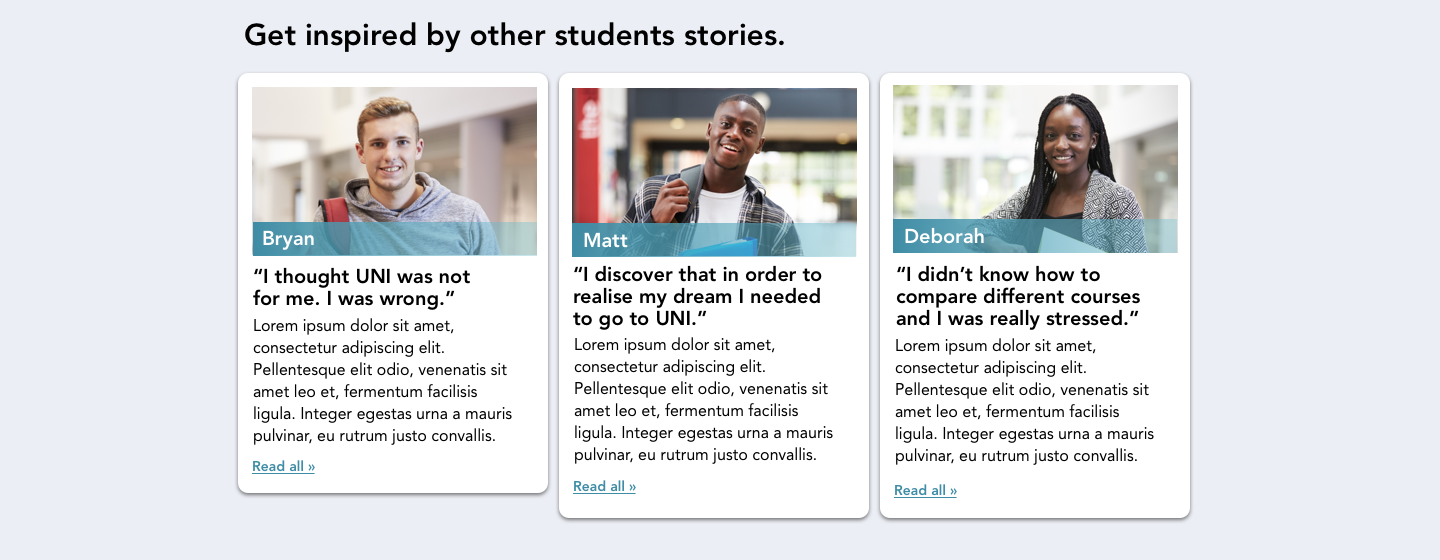 Get inspired by other students stories.
Bryan
“I thought UNI was not
for me. I was wrong.”
Lorem ipsum dolor sit amet,
consectetur adipiscing elit.
Pellentesque elit odio, venenatis sit
amet leo et, fermentum facilisis
ligula. Integer egestas urna a mauris
pulvinar, eu rutrum justo convallis.
Read all »
Matt
“I discover that in order to
realise my dream I needed
to go to UNI.”
Lorem ipsum dolor sit amet,
consectetur adipiscing elit.
Pellentesque elit odio, venenatis sit
amet leo et, fermentum facilisis
ligula. Integer egestas urna a mauris
pulvinar, eu rutrum justo convallis.
Read all »
Deborah
“I didn’t know how to
compare different courses
and I was really stressed.”
Lorem ipsum dolor sit amet,
consectetur adipiscing elit.
Pellentesque elit odio, venenatis sit
amet leo et, fermentum facilisis
ligula. Integer egestas urna a mauris
pulvinar, eu rutrum justo convallis.
Read all »